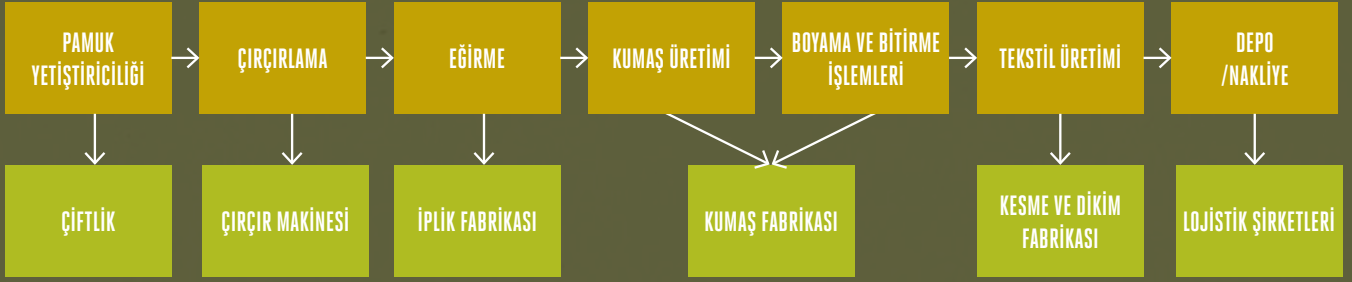 PAMUK
YETİŞTİRİCİLİĞİ
ÇIRÇIRLAMA
EĞİRME
KUMAŞ ÜRETİMİ
BOYAMA VE BİTİRME
İŞLEMLERİ
TEKSTİL ÜRETİMİ
DEPO
/NAKLİYE
ÇİFTLİK
ÇIRÇIR MAKİNESİ
İPLİK FABRİKASI
KUMAŞ FABRİKASI
KESME VE DİKİM
FABRİKASI
LOJİSTİK ŞİRKETLERİ